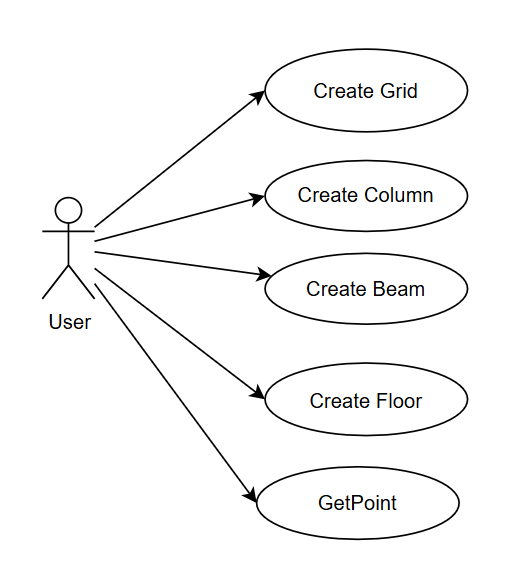 Create Grid
Create Column
Create Beam
User
Create Floor
GetPoint